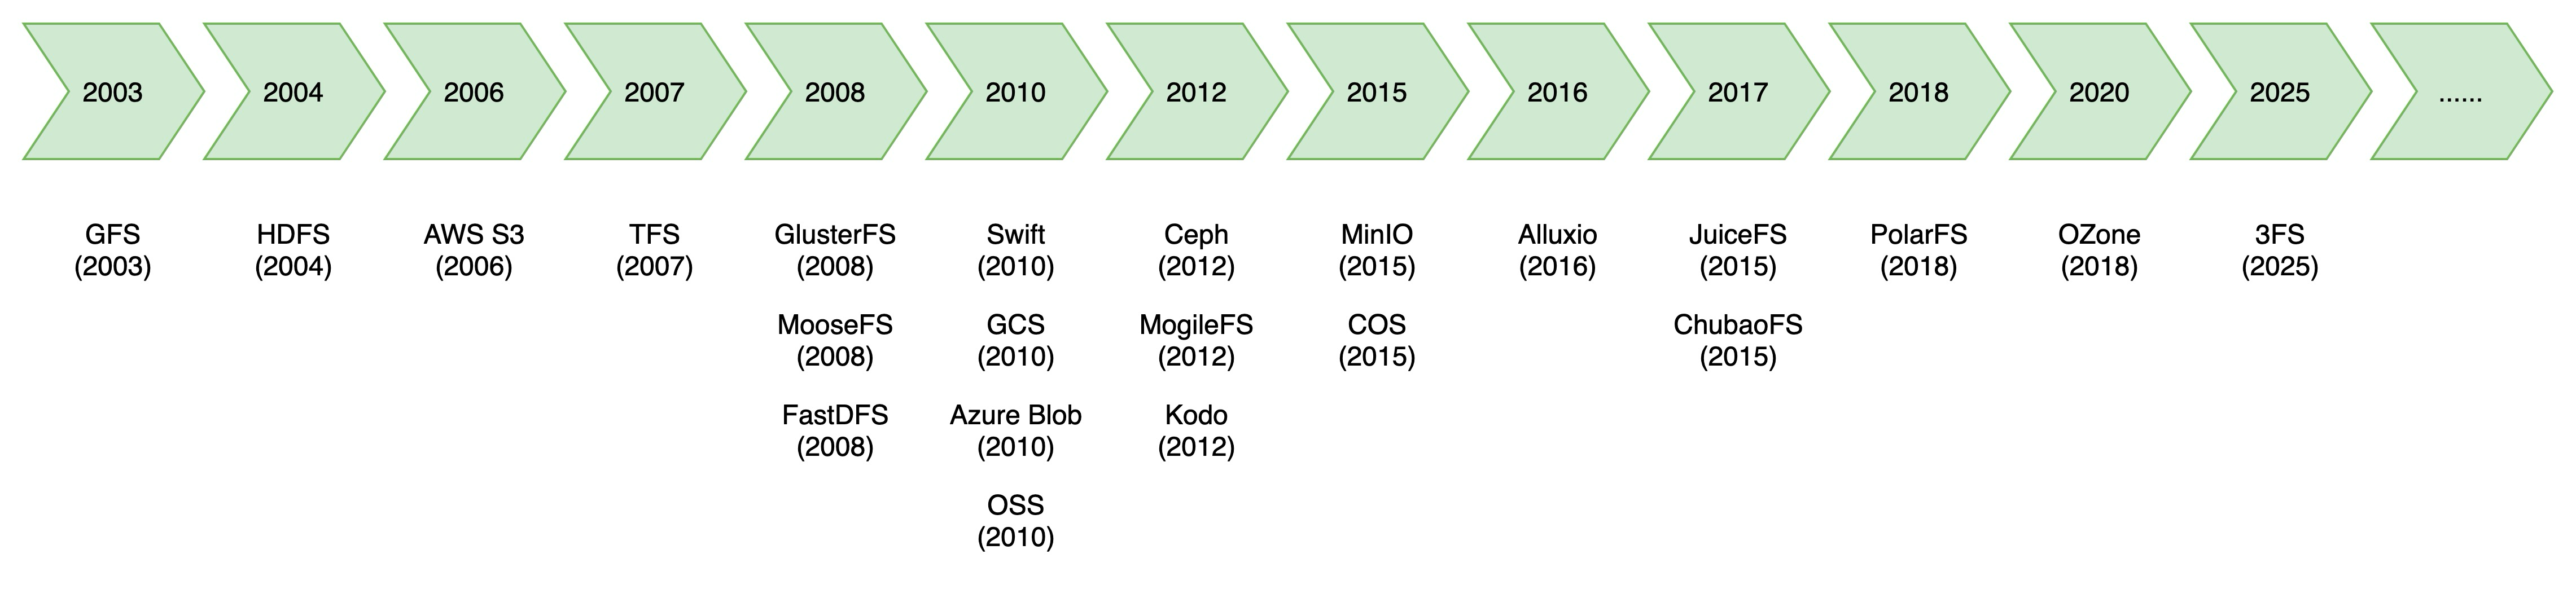 2003
2004
2006
2007
2008
2010
2012
2015
2016
2017
2018
2020
2025
......
GFS
(2003)
HDFS
(2004)
AWS S3
(2006)
TFS
(2007)
GlusterFS
(2008)
MooseFS
(2008)
FastDFS
(2008)
Swift
(2010)
GCS
(2010)
Azure Blob
(2010)
OSS
(2010)
Ceph
(2012)
MogileFS
(2012)
Kodo
(2012)
MinIO
(2015)
COS
(2015)
Alluxio
(2016)
JuiceFS
(2015)
ChubaoFS
(2015)
PolarFS
(2018)
OZone
(2018)
3FS
(2025)